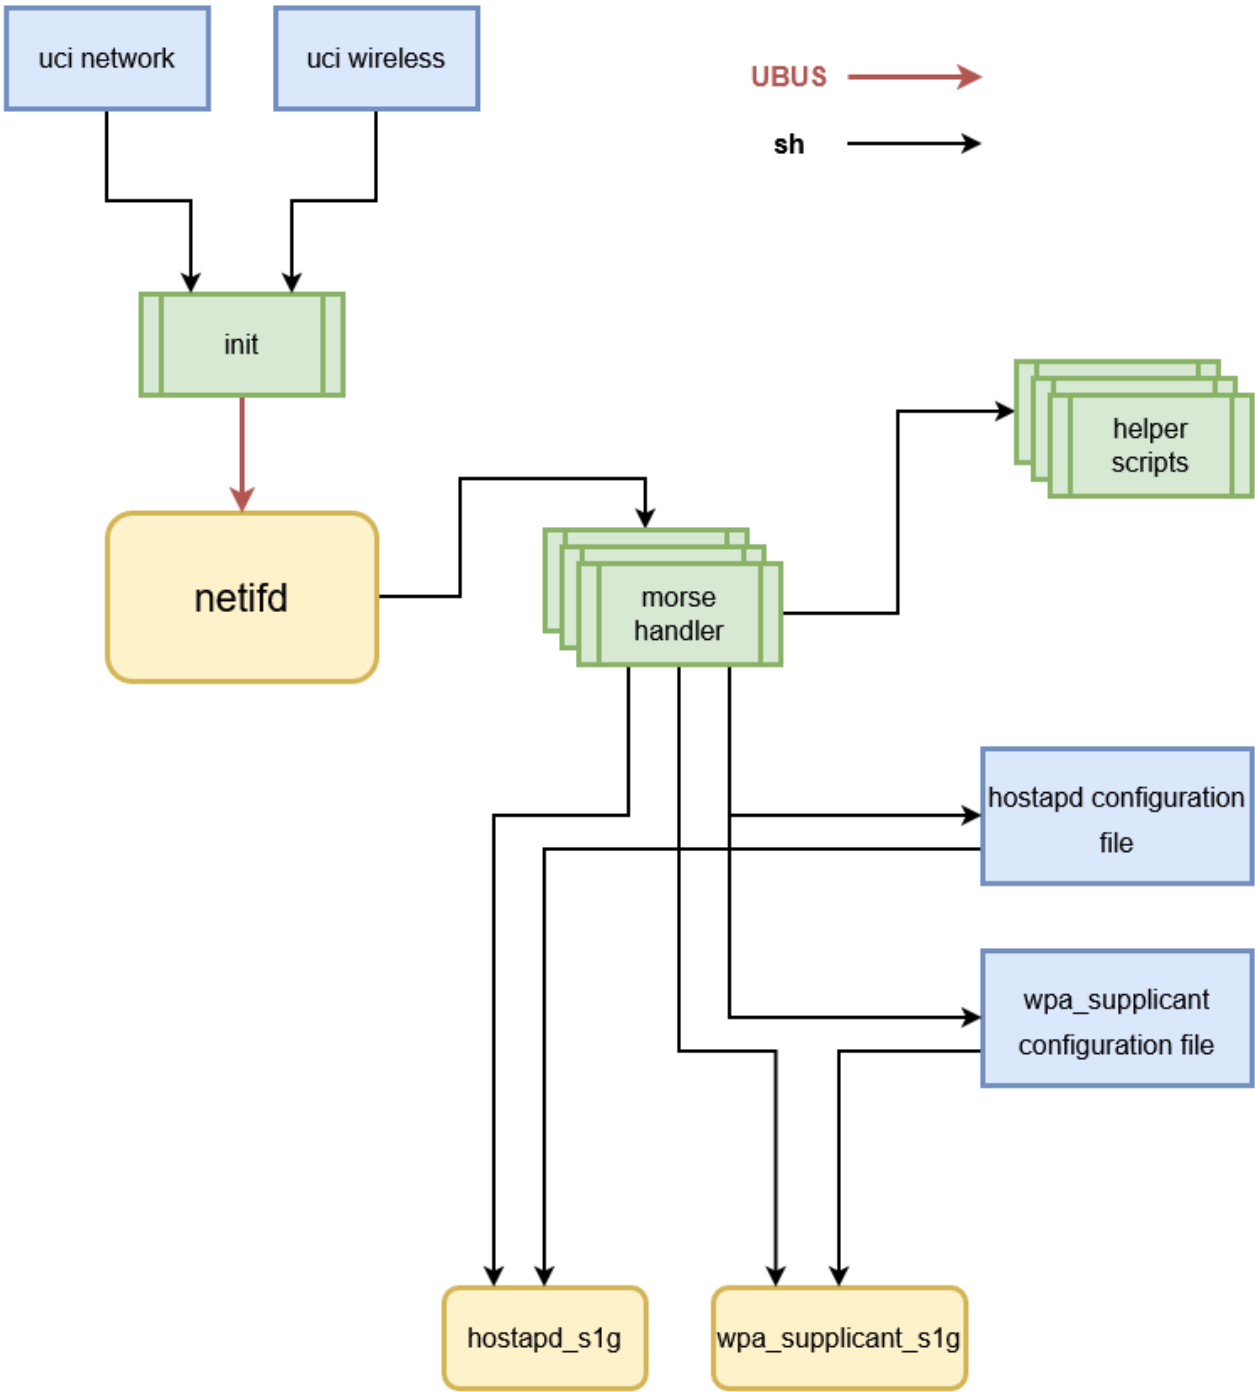 uci network
uci wireless
UBUS
sh
init
helper
scripts
netifd
morse
handler
hostapd configuration
file
wpa_supplicant
configuration file
hostapd_s1g
wpa_supplicant_s1g